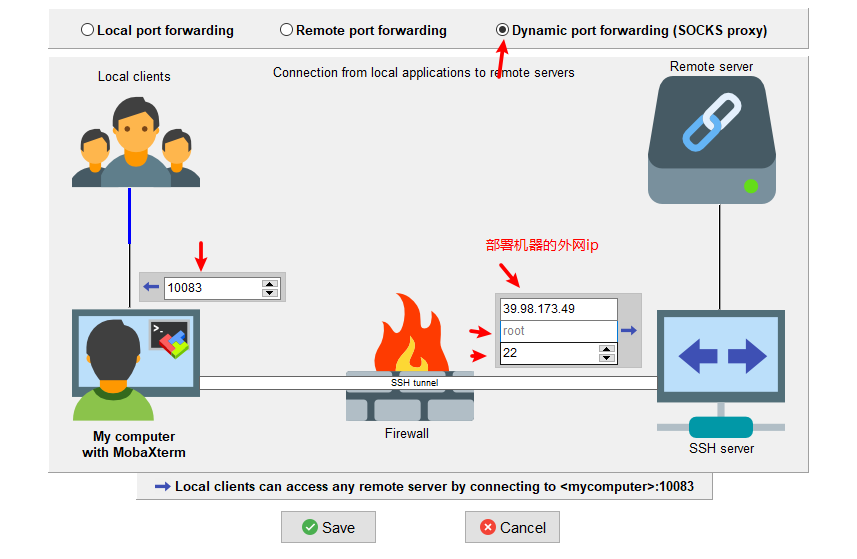 Local port forwarding
Remote port forwarding
Dynamic port forwarding (SOCKS proxy)
Connection from local applications to remote servers
Local clients
Remote server
部署机器的外网ip
10083
39.98.173.49
root
22
>_
SSH tunnel
Firewall
My computer
with MobaXterm
SSH server
Local clients can access any remote server by connecting to <mycomputer>:10083
Save
Cancel